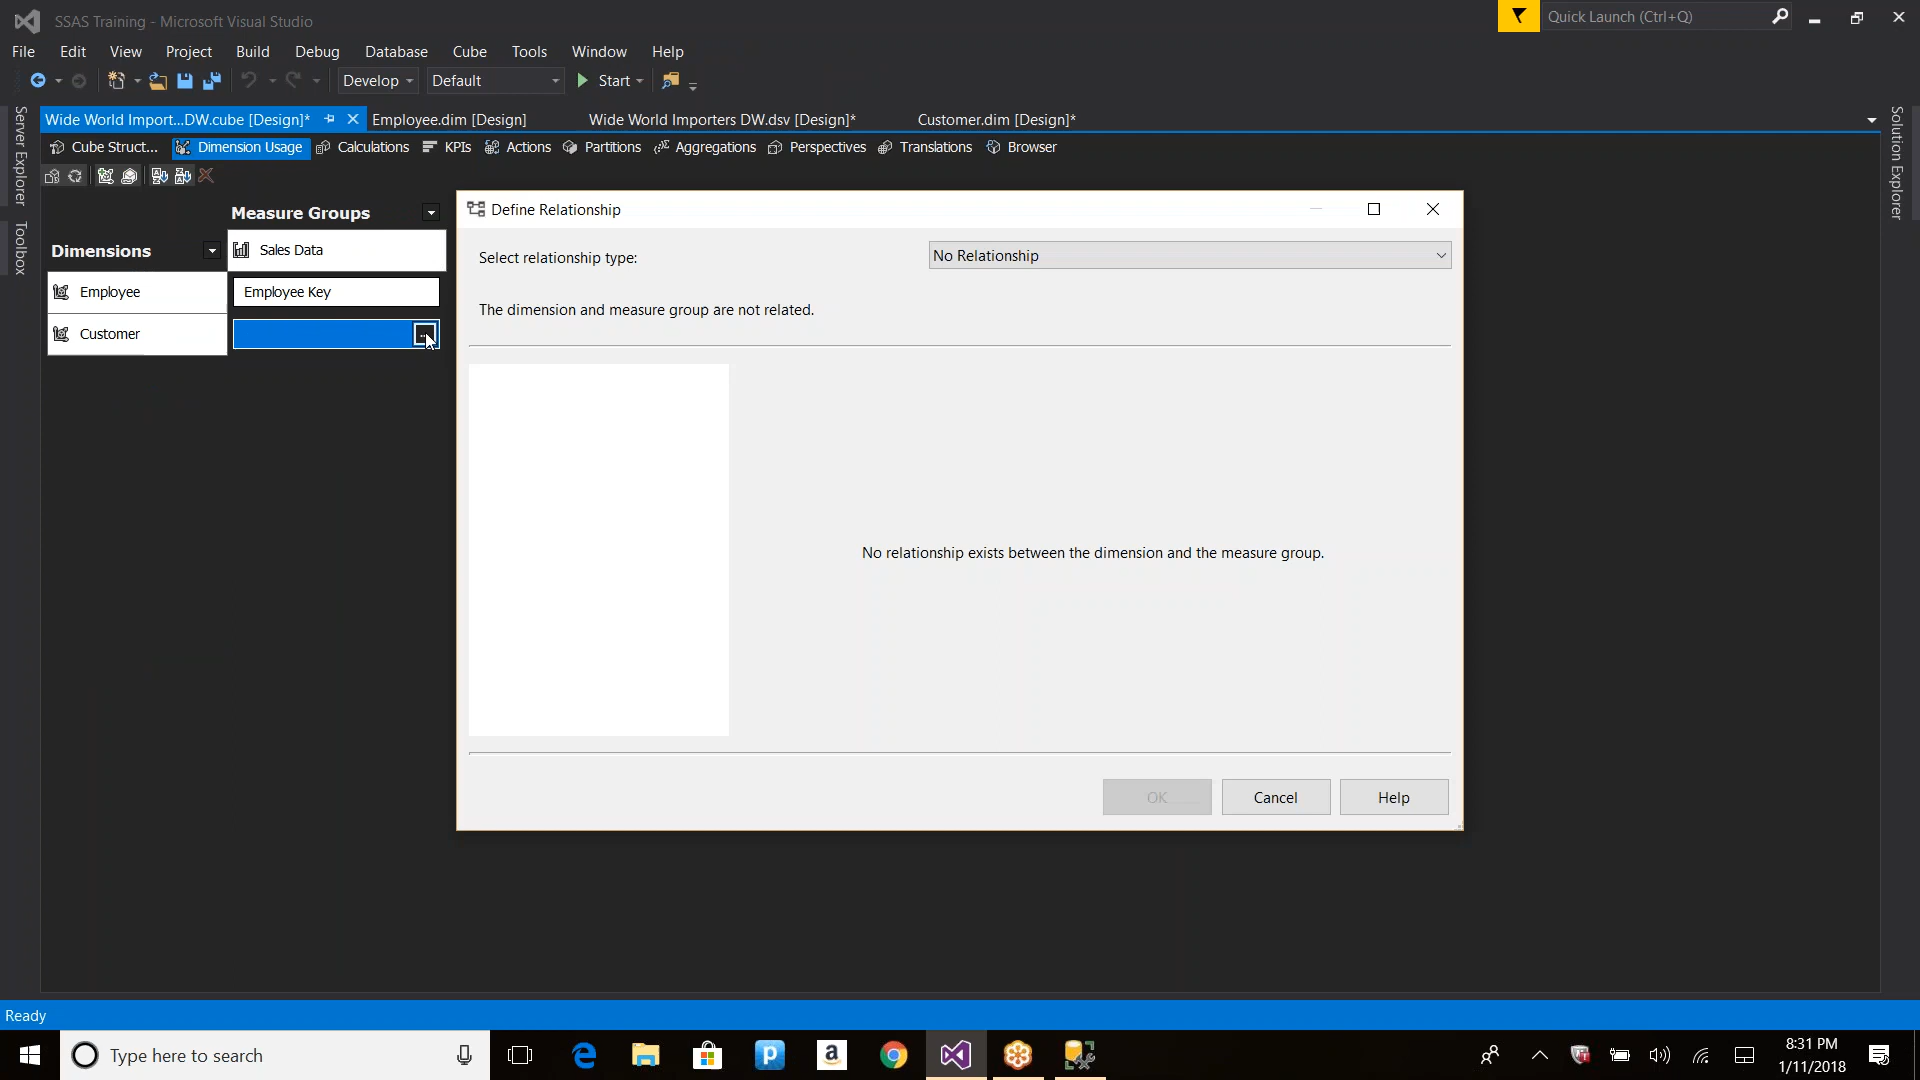 SSAS Training - Microsoft Visual Studio
Quick Launch (Ctrl+Q)
File Edit View Project Build Debug Database Cube Tools Window Help
Develop Default Start
Server Explorer
Toolbox
Solution Explorer
Wide World Import...DW.cube [Design]* Employee.dim [Design] Wide World Importers DW.dsv [Design]* Customer.dim [Design]*
Cube Struct... Dimension Usage Calculations KPIs Actions Partitions Aggregations Perspectives Translations Browser
Measure Groups
Dimensions Sales Data
Employee Employee Key
Customer
Define Relationship
Select relationship type: No Relationship
The dimension and measure group are not related.
No relationship exists between the dimension and the measure group.
OK Cancel Help
Ready
Type here to search
8:31 PM
1/11/2018